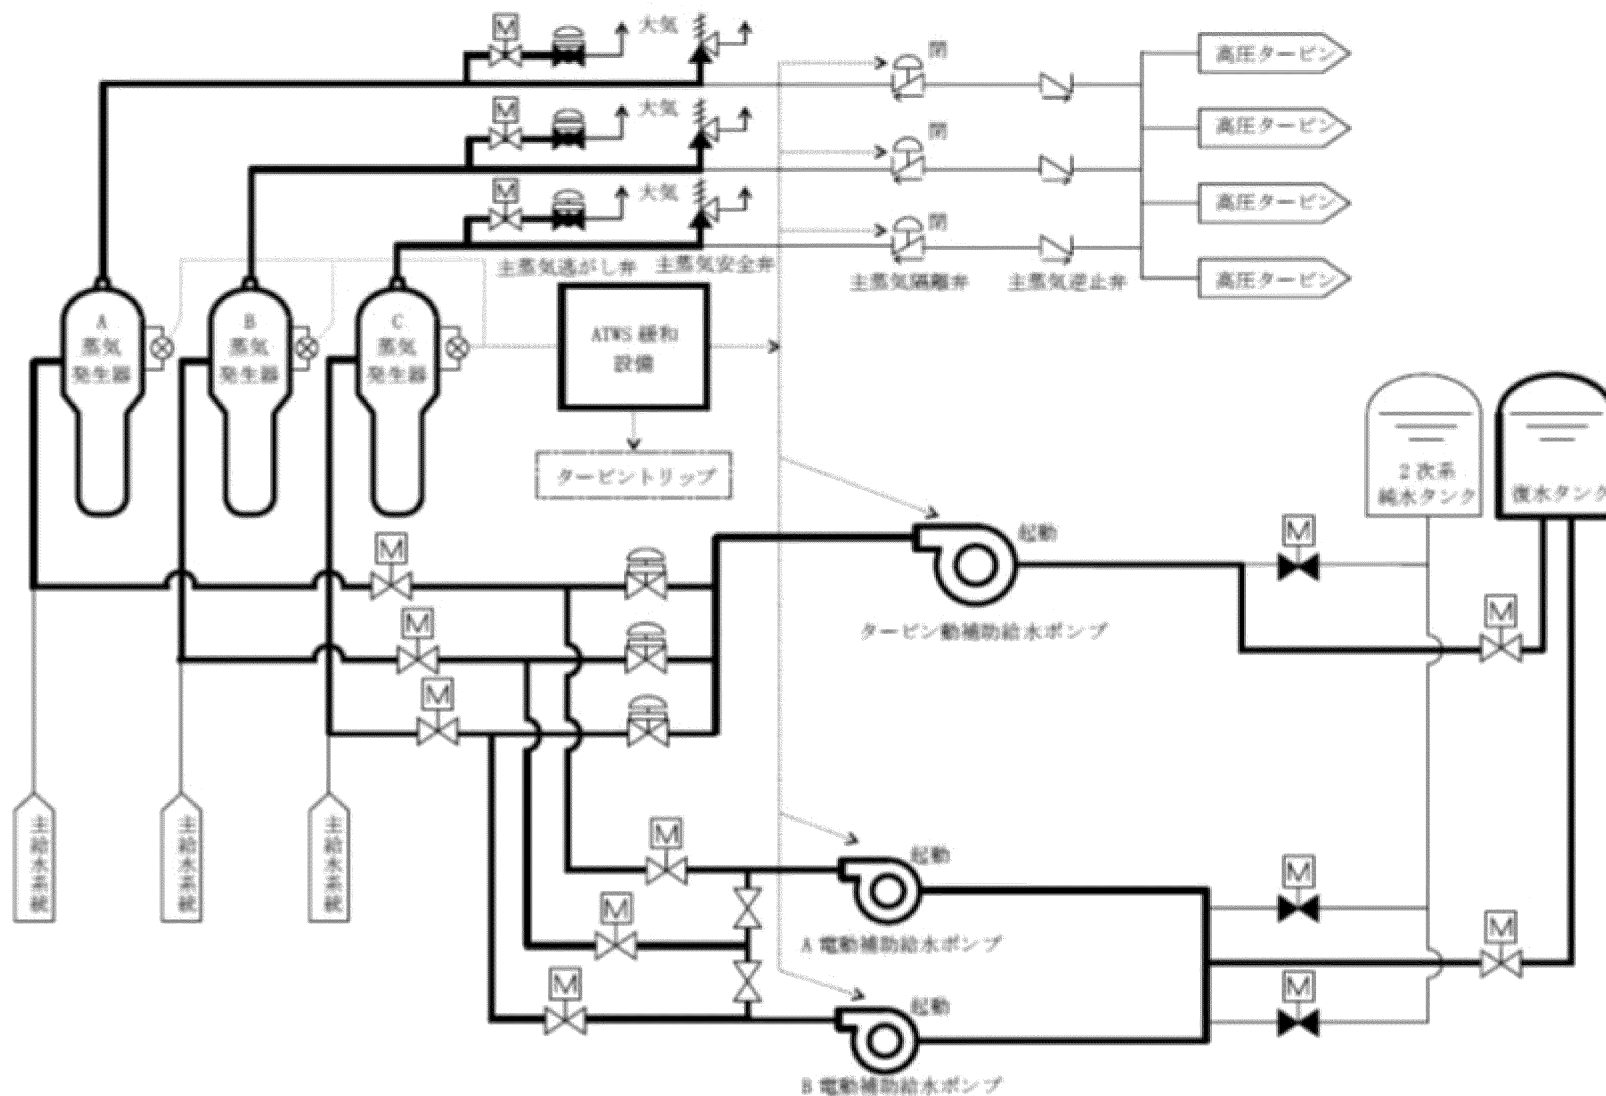 M
大気
閉
高圧タービン
高圧タービン
M
大気
閉
高圧タービン
M
大気
閉
高圧タービン
主蒸気逃がし弁
主蒸気安全弁
主蒸気隔離弁
主蒸気逆止弁
A
蒸気
発生器
B
蒸気
発生器
C
蒸気
発生器
ATWS緩和
設備
タービントリップ
2次系
純水タンク
復水タンク
M
起動
M
タービン動補助給水ポンプ
M
M
M
主給水系統
主給水系統
主給水系統
M
起動
M
A電動補助給水ポンプ
M
M
M
起動
M
B電動補助給水ポンプ